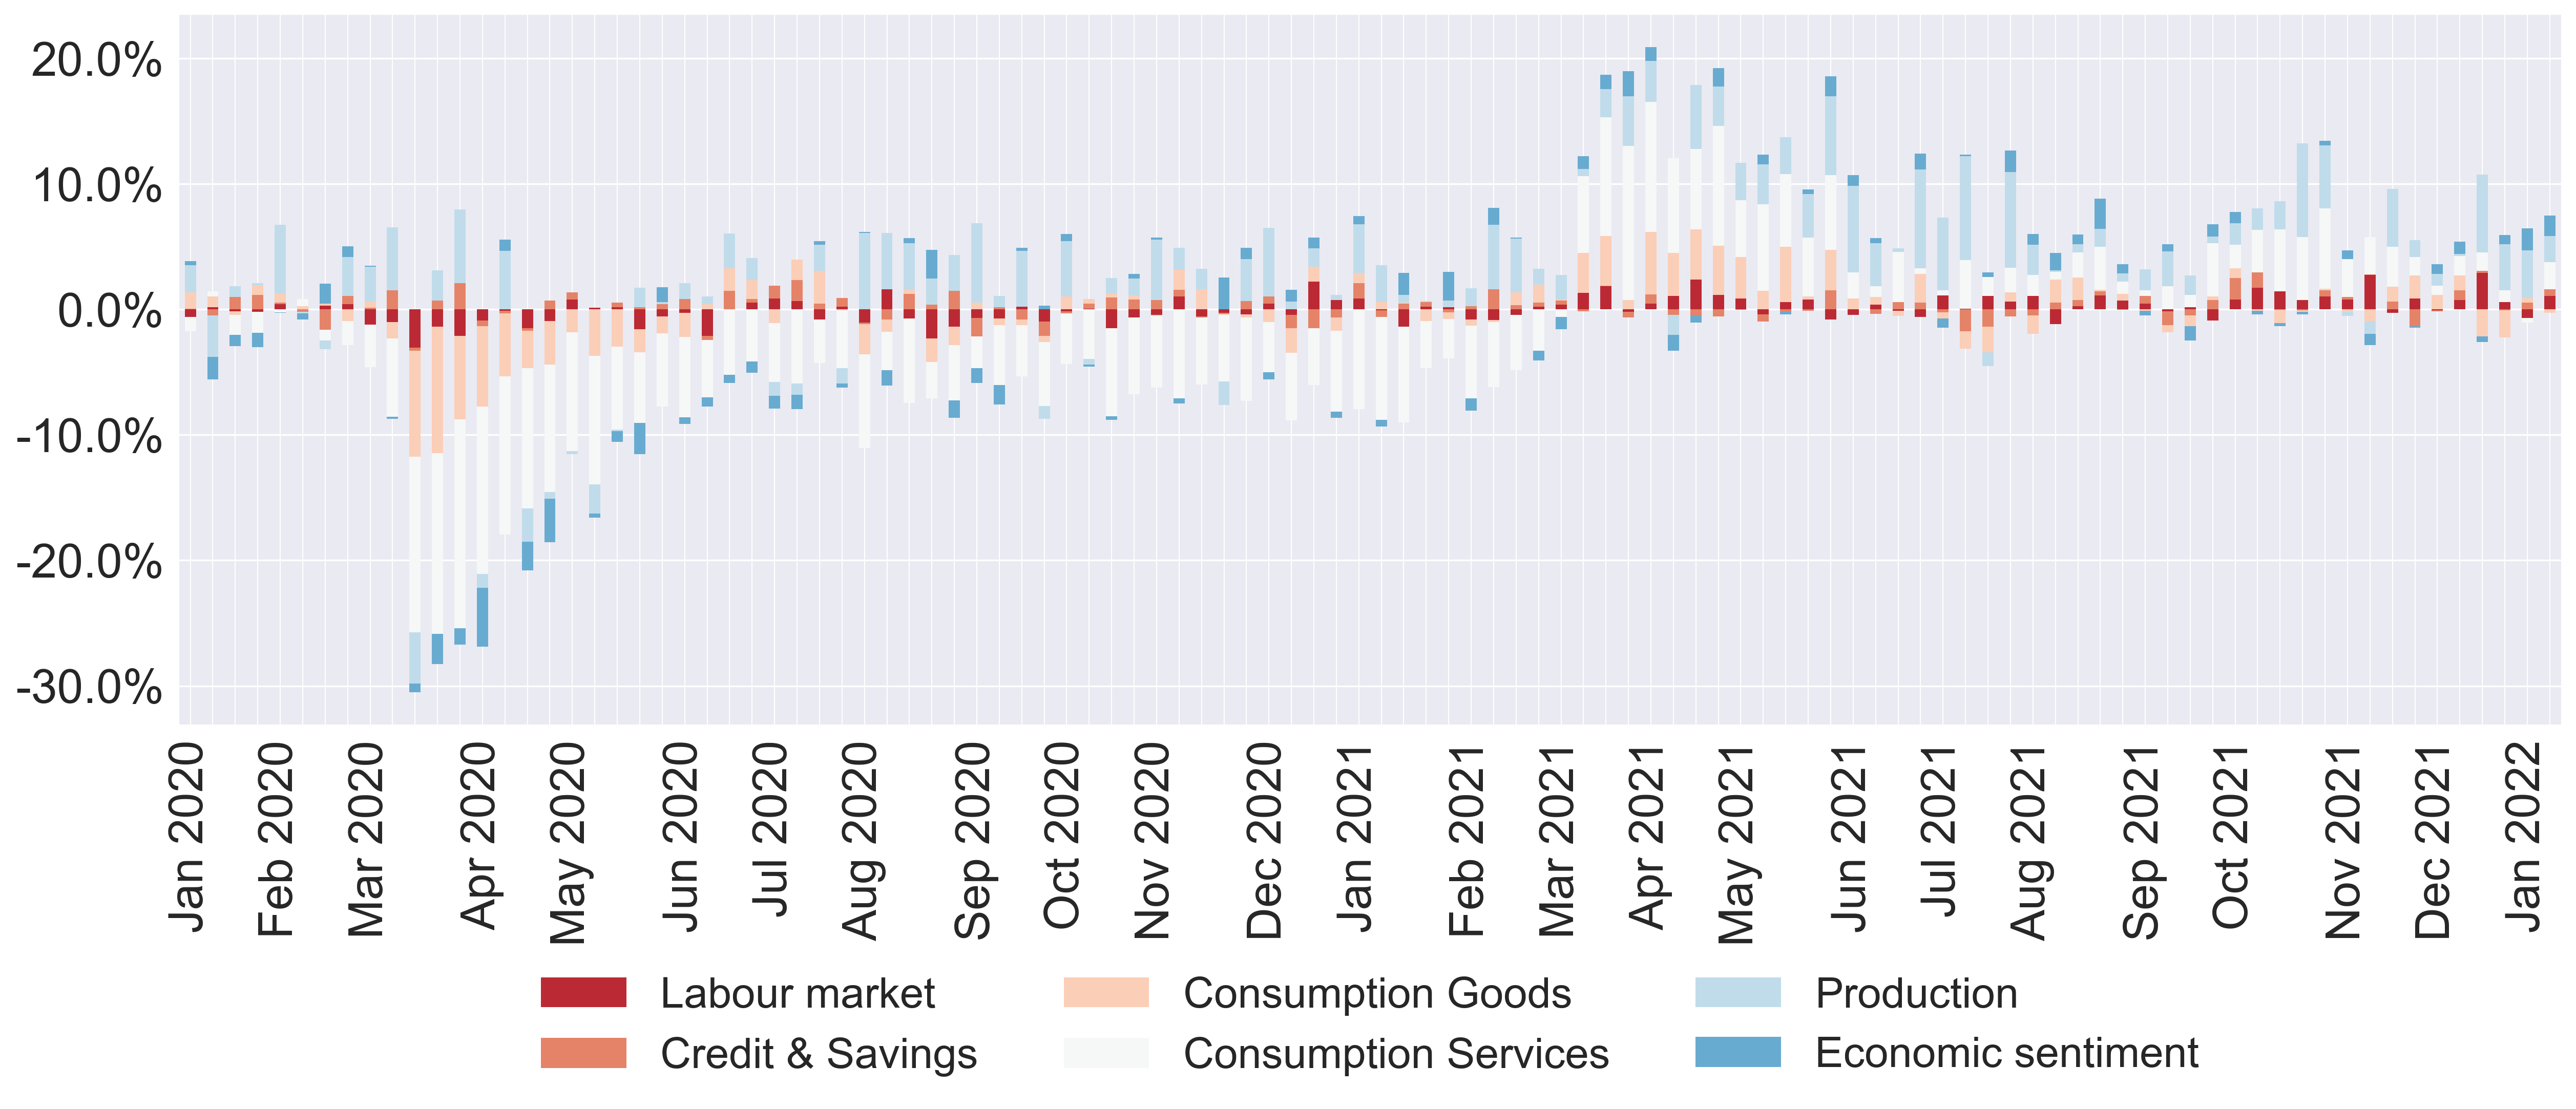 20.0%
10.0%
0.0%
-10.0%
-20.0%
-30.0%
Jan 2020
Feb 2020
Mar 2020
Apr 2020
May 2020
Jun 2020
Jul 2020
Aug 2020
Sep 2020
Oct 2020
Nov 2020
Dec 2020
Jan 2021
Feb 2021
Mar 2021
Apr 2021
May 2021
Jun 2021
Jul 2021
Aug 2021
Sep 2021
Oct 2021
Nov 2021
Dec 2021
Jan 2022
Labour market
Consumption Goods
Production
Credit & Savings
Consumption Services
Economic sentiment